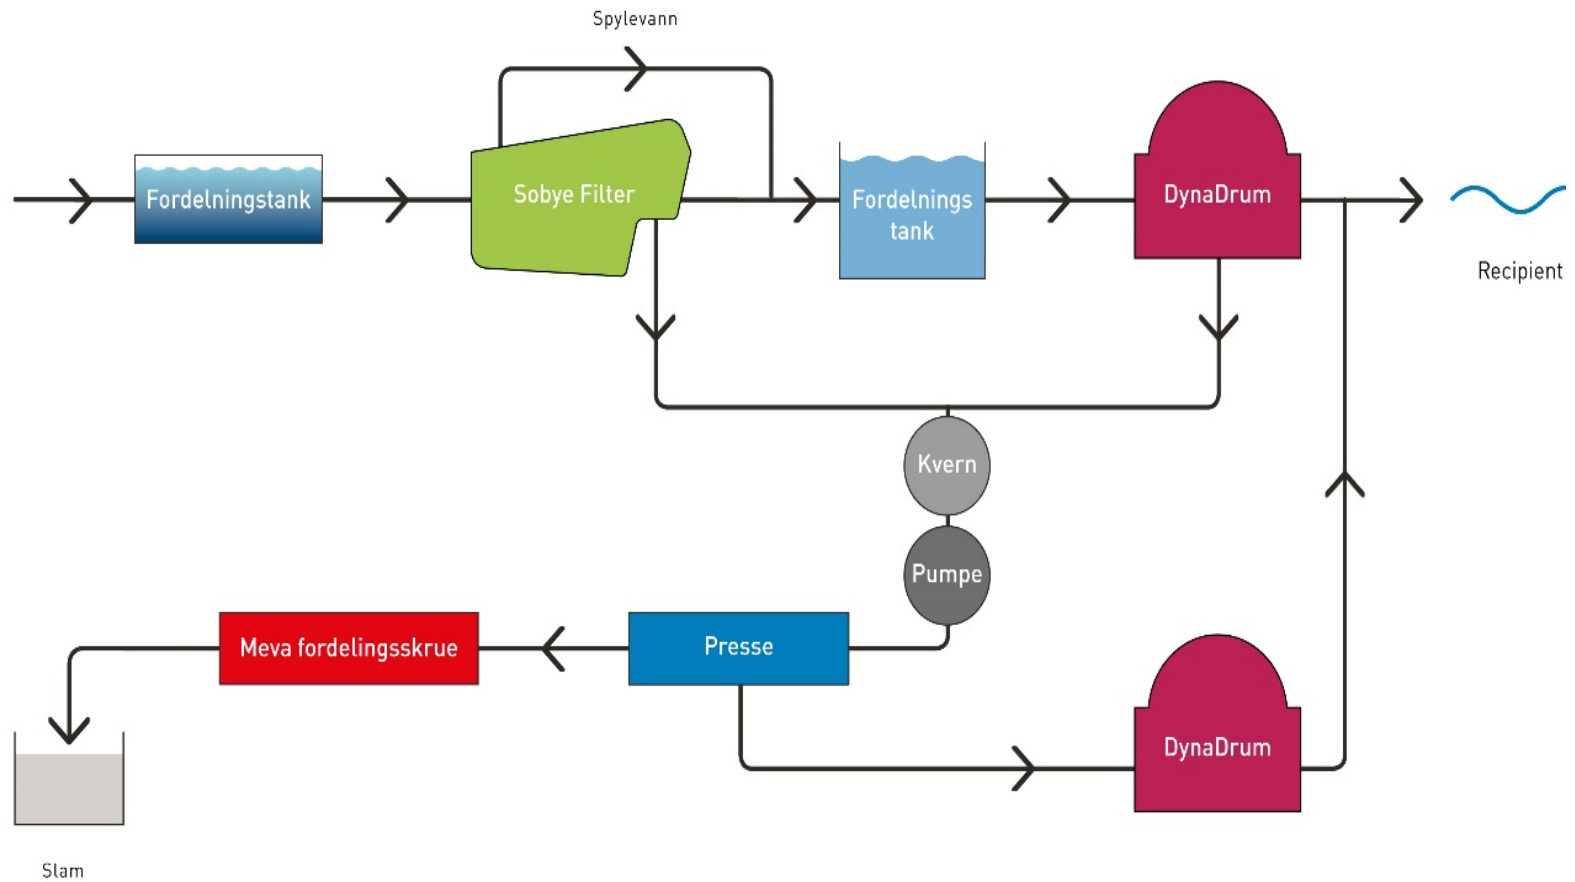 Spylevann
Fordelningstank
Sobye Filter
Fordelnings
tank
DynaDrum
Recipient
Kvern
Pumpe
Meva fordelingsskrue
Presse
DynaDrum
Slam